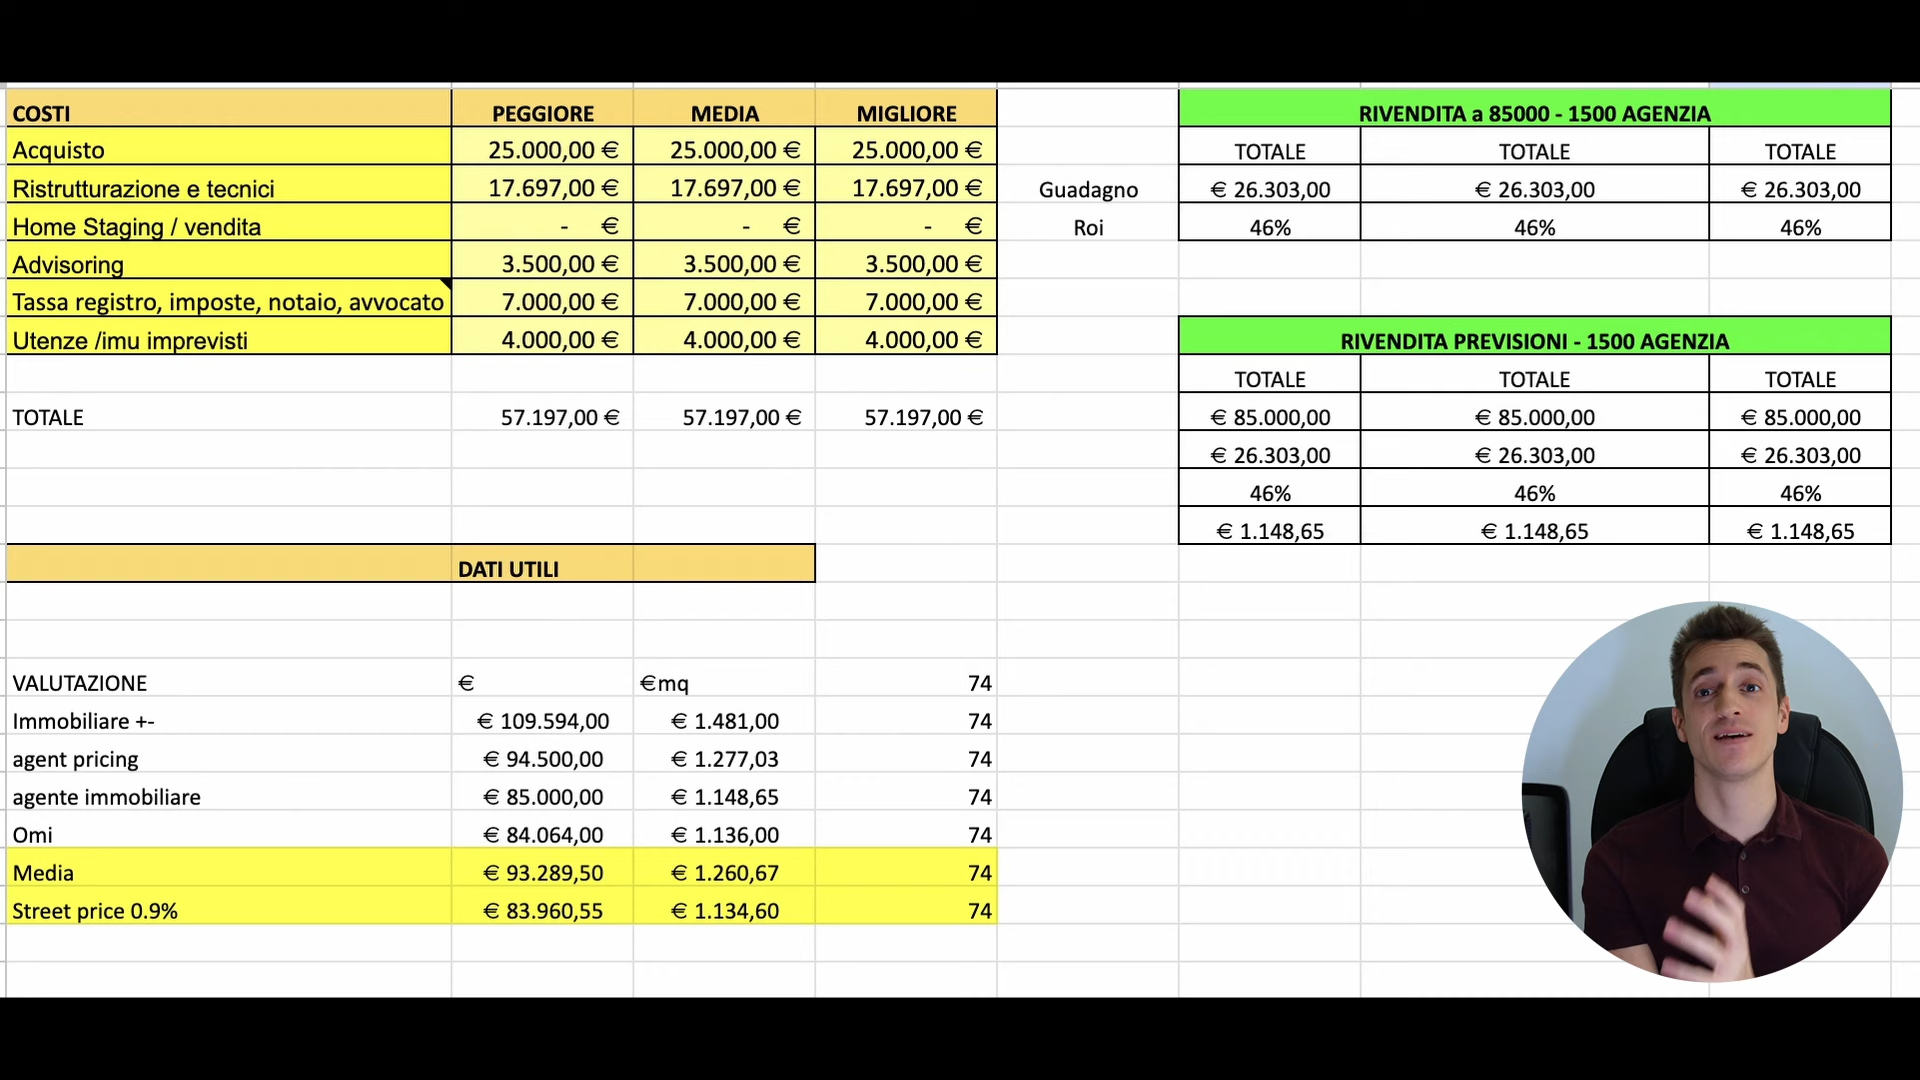 COSTI PEGGIORE MEDIA MIGLIORE
Acquisto 25.000,00 € 25.000,00 € 25.000,00 €
Ristrutturazione e tecnici 17.697,00 € 17.697,00 € 17.697,00 €
Home Staging / vendita - € - € - €
Advisoring 3.500,00 € 3.500,00 € 3.500,00 €
Tassa registro, imposte, notaio, avvocato 7.000,00 € 7.000,00 € 7.000,00 €
Utenze /imu imprevisti 4.000,00 € 4.000,00 € 4.000,00 €
TOTALE 57.197,00 € 57.197,00 € 57.197,00 €
RIVENDITA a 85000 - 1500 AGENZIA
TOTALE TOTALE TOTALE
Guadagno € 26.303,00 € 26.303,00 € 26.303,00
Roi 46% 46% 46%
RIVENDITA PREVISIONI - 1500 AGENZIA
TOTALE TOTALE TOTALE
€ 85.000,00 € 85.000,00 € 85.000,00
€ 26.303,00 € 26.303,00 € 26.303,00
46% 46% 46%
€ 1.148,65 € 1.148,65 € 1.148,65
DATI UTILI
VALUTAZIONE € €mq 74
Immobiliare +- € 109.594,00 € 1.481,00 74
agent pricing € 94.500,00 € 1.277,03 74
agente immobiliare € 85.000,00 € 1.148,65 74
Omi € 84.064,00 € 1.136,00 74
Media € 93.289,50 € 1.260,67 74
Street price 0.9% € 83.960,55 € 1.134,60 74